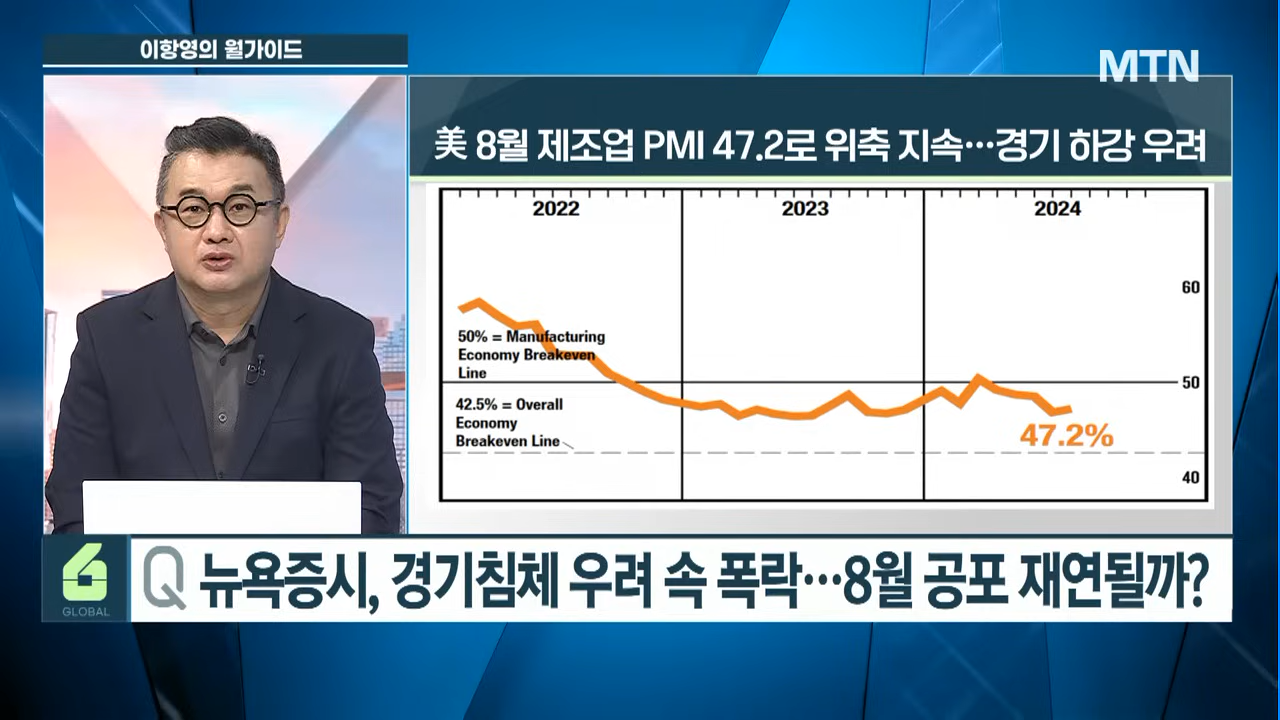 이항영의 월가이드
MTN
美 8월 제조업 PMI 47.2로 위축 지속…경기 하강 우려
2022 2023 2024
60
50% = Manufacturing
Economy Breakeven
Line
50
42.5% = Overall
Economy
Breakeven Line
47.2%
40
6
GLOBAL
Q 뉴욕증시, 경기침체 우려 속 폭락…8월 공포 재연될까?